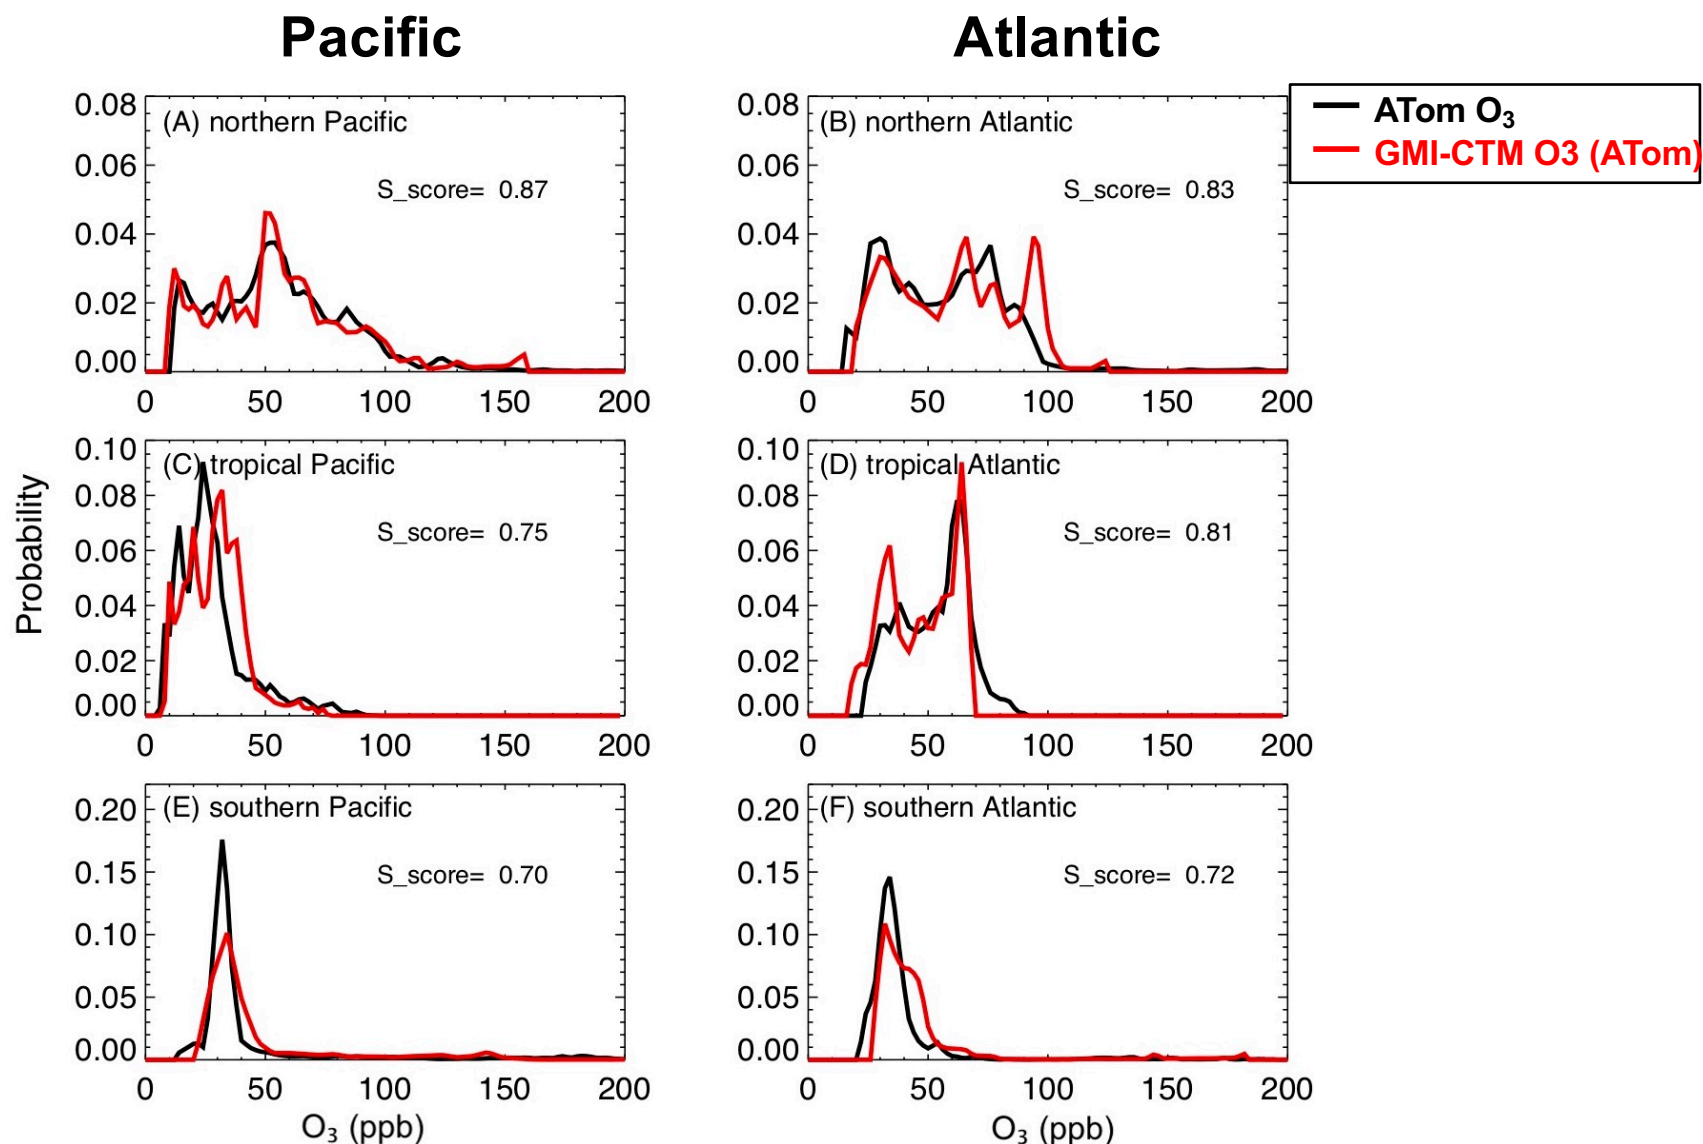 Pacific
Atlantic
ATom O₃
GMI-CTM O3 (ATom)
Probability
0.08
0.06
0.04
0.02
0.00
(A) northern Pacific
S_score= 0.87
0 50 100 150 200
0.08
0.06
0.04
0.02
0.00
(B) northern Atlantic
S_score= 0.83
0 50 100 150 200
0.10
0.08
0.06
0.04
0.02
0.00
(C) tropical Pacific
S_score= 0.75
0 50 100 150 200
0.10
0.08
0.06
0.04
0.02
0.00
(D) tropical Atlantic
S_score= 0.81
0 50 100 150 200
0.20
0.15
0.10
0.05
0.00
(E) southern Pacific
S_score= 0.70
0 50 100 150 200
O₃ (ppb)
0.20
0.15
0.10
0.05
0.00
(F) southern Atlantic
S_score= 0.72
0 50 100 150 200
O₃ (ppb)